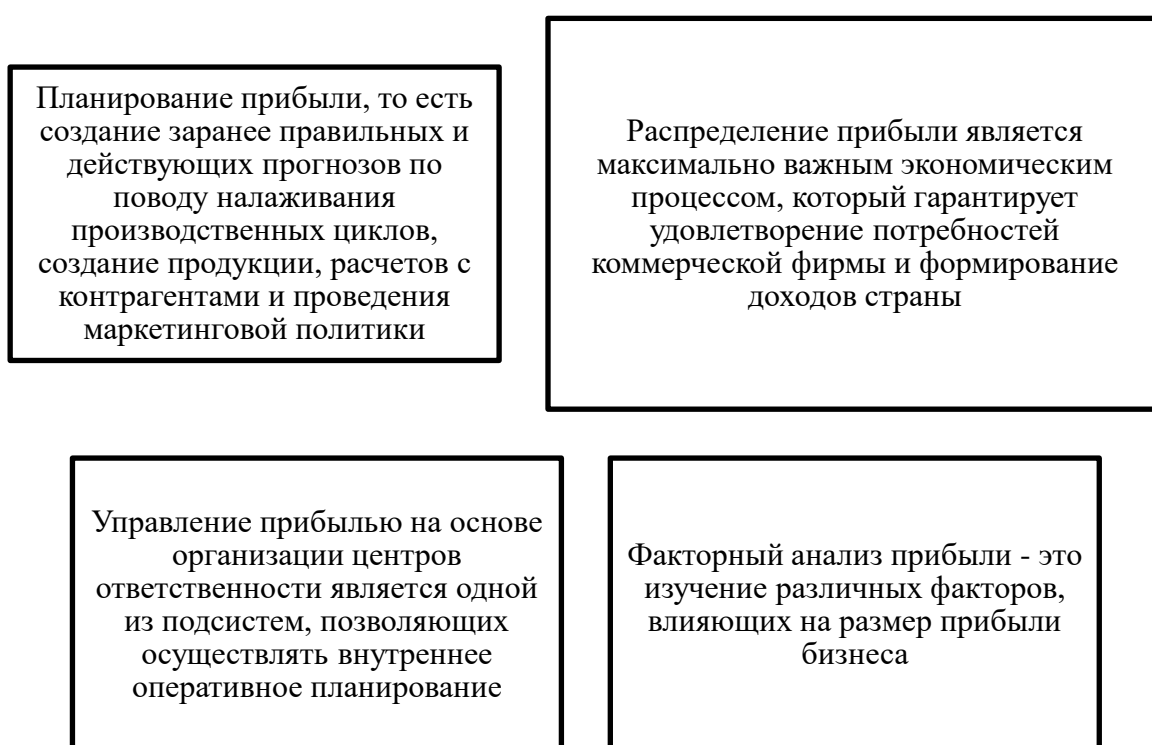 Планирование прибыли, то есть
создание заранее правильных и
действующих прогнозов по
поводу налаживания
производственных циклов,
создание продукции, расчетов с
контрагентами и проведения
маркетинговой политики
Распределение прибыли является
максимально важным экономическим
процессом, который гарантирует
удовлетворение потребностей
коммерческой фирмы и формирование
доходов страны
Управление прибылью на основе
организации центров
ответственности является одной
из подсистем, позволяющих
осуществлять внутреннее
оперативное планирование
Факторный анализ прибыли - это
изучение различных факторов,
влияющих на размер прибыли
бизнеса